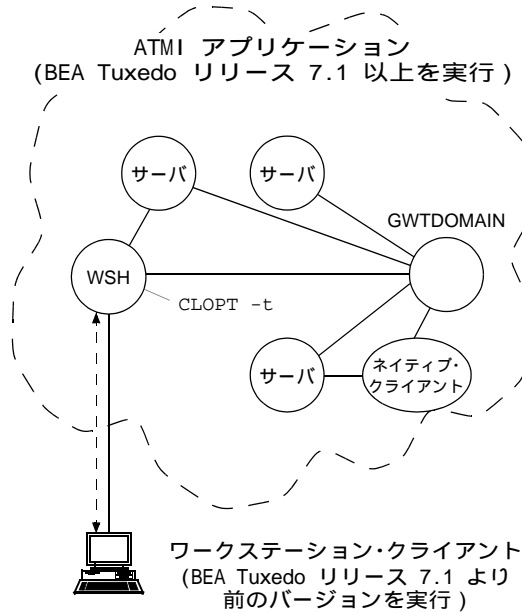 ATMI アプリケーション
(BEA Tuxedo リリース 7.1 以上を実行)
サーバ
サーバ
GWTDOMAIN
WSH
CLOPT -t
サーバ
ネイティブ・
クライアント
ワークステーション・クライアント
(BEA Tuxedo リリース 7.1 より
前のバージョンを実行)